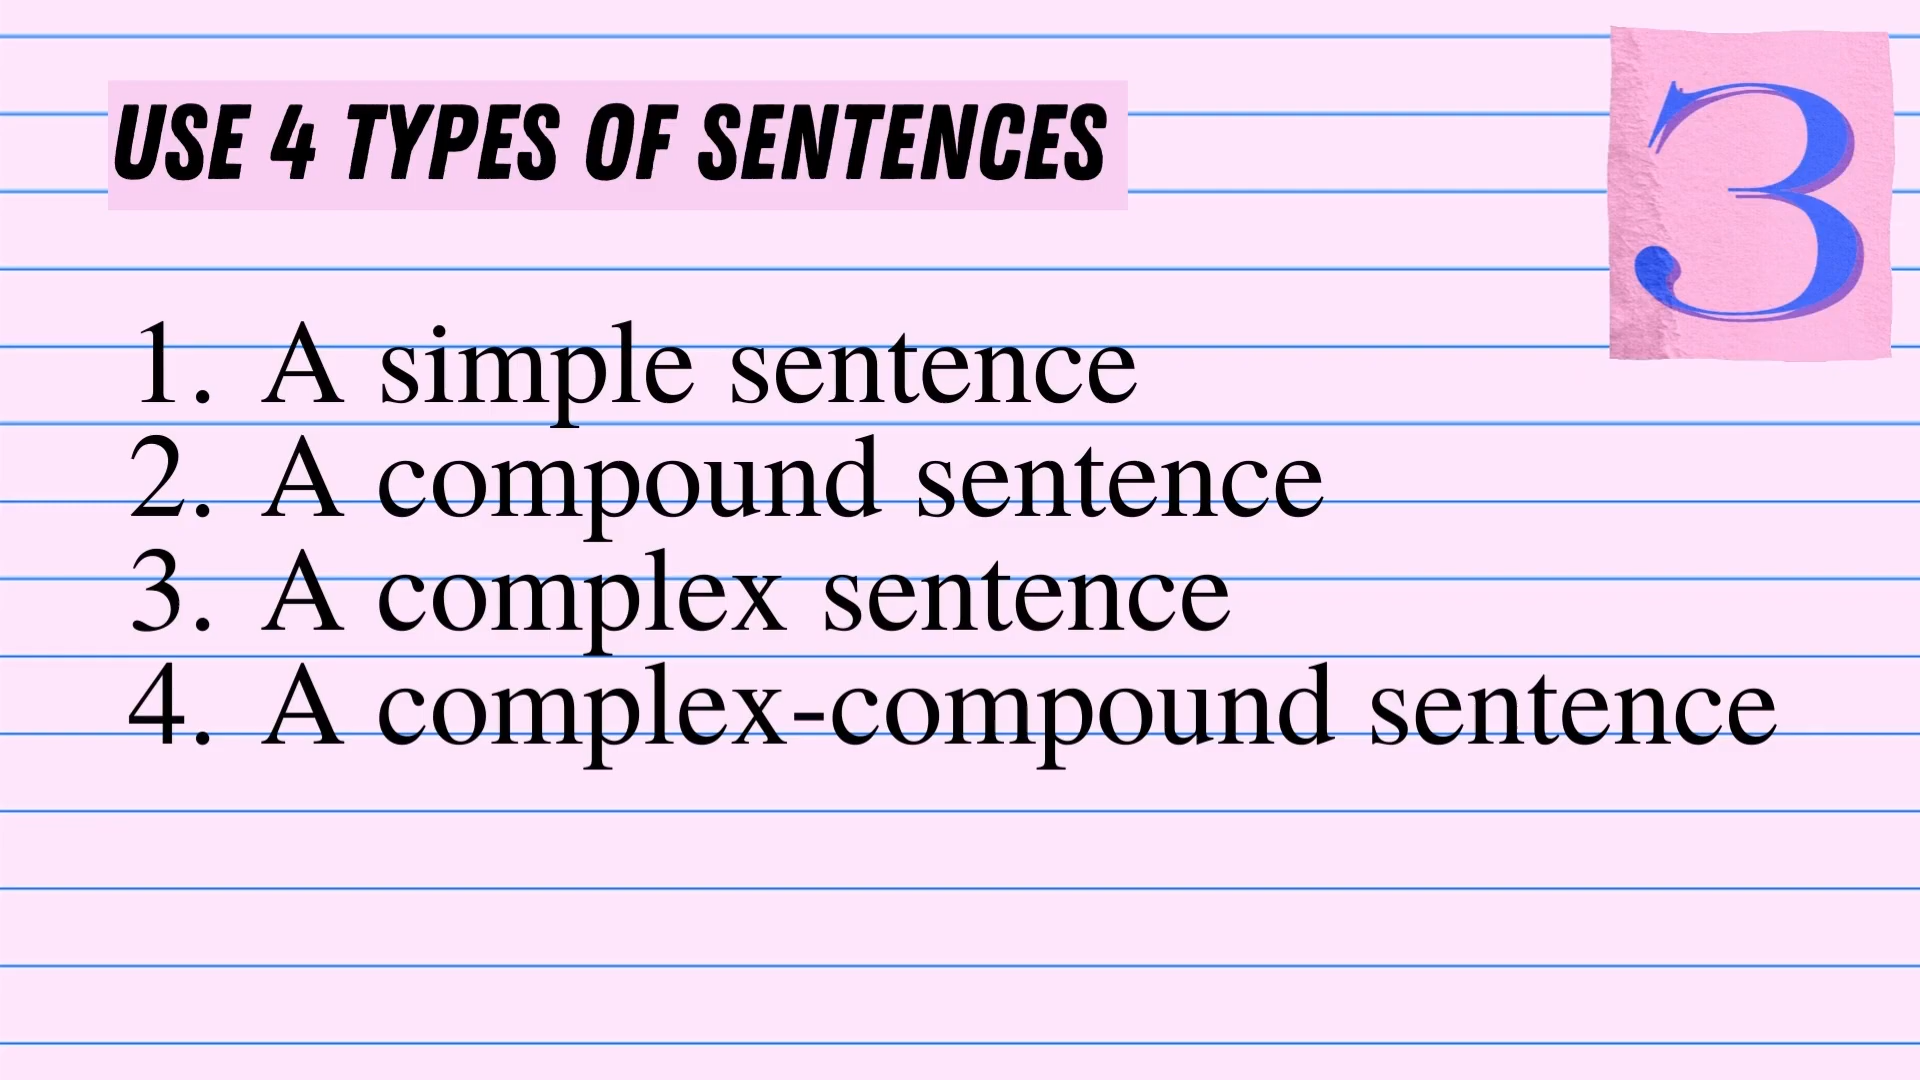 USE 4 TYPES OF SENTENCES
3
1. A simple sentence
2. A compound sentence
3. A complex sentence
4. A complex-compound sentence